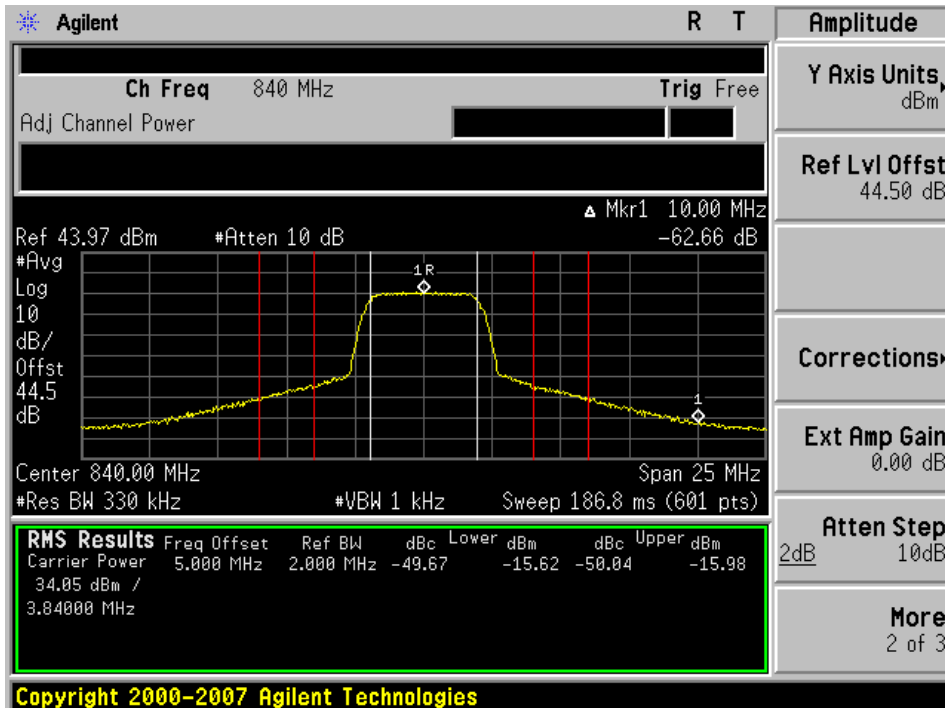 Agilent R T
Ch Freq 840 MHz Trig Free
Adj Channel Power
Δ Mkr1 10.00 MHz
Ref 43.97 dBm #Atten 10 dB -62.66 dB
#Avg
Log
10
dB/
Offst
44.5
dB
1R
1
Center 840.00 MHz Span 25 MHz
#Res BW 330 kHz #VBW 1 kHz Sweep 186.8 ms (601 pts)
RMS Results Freq Offset Ref BW dBc Lower dBm dBc Upper dBm
Carrier Power 5.000 MHz 2.000 MHz -49.67 -15.62 -50.04 -15.98
34.05 dBm /
3.84000 MHz
Copyright 2000-2007 Agilent Technologies
Amplitude
Y Axis Units
dBm
Ref Lvl Offst
44.50 dB
Corrections
Ext Amp Gain
0.00 dB
Atten Step
2dB 10dB
More
2 of 3